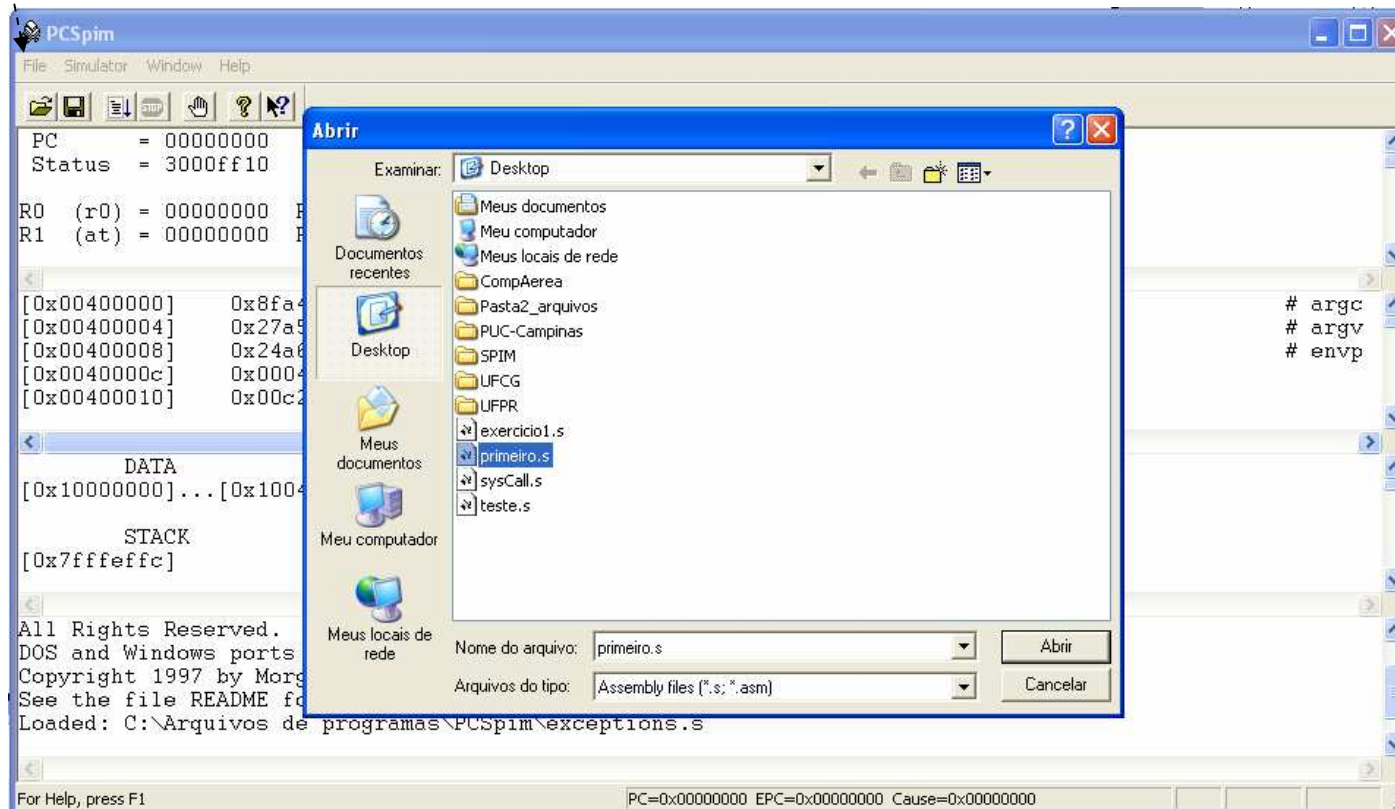 PCSpim
File Simulator Window Help
PC = 00000000
Status = 3000ff10
R0 (r0) = 00000000
R1 (at) = 00000000
[0x00400000] 0x8fa4
[0x00400004] 0x27a5
[0x00400008] 0x24a6
[0x0040000c] 0x0004
[0x00400010] 0x00c2
# argc
# argv
# envp
DATA
[0x10000000]...[0x1004
STACK
[0x7fffeffc]
All Rights Reserved.
DOS and Windows ports
Copyright 1997 by Morg
See the file README fo
Loaded: C:\Arquivos de programas\PCSpim\exceptions.s
For Help, press F1
PC=0x00000000 EPC=0x00000000 Cause=0x00000000
Abrir
Examinar:
Desktop
Documentos recentes
Desktop
Meus documentos
Meu computador
Meus locais de rede
Meus documentos
Meu computador
Meus locais de rede
CompAerea
Pasta2_arquivos
PUC-Campinas
SPIM
UFCG
UFPR
exercicio1.s
primeiro.s
sysCall.s
teste.s
Nome do arquivo:
primeiro.s
Abrir
Arquivos do tipo:
Assembly files (*.s; *.asm)
Cancelar